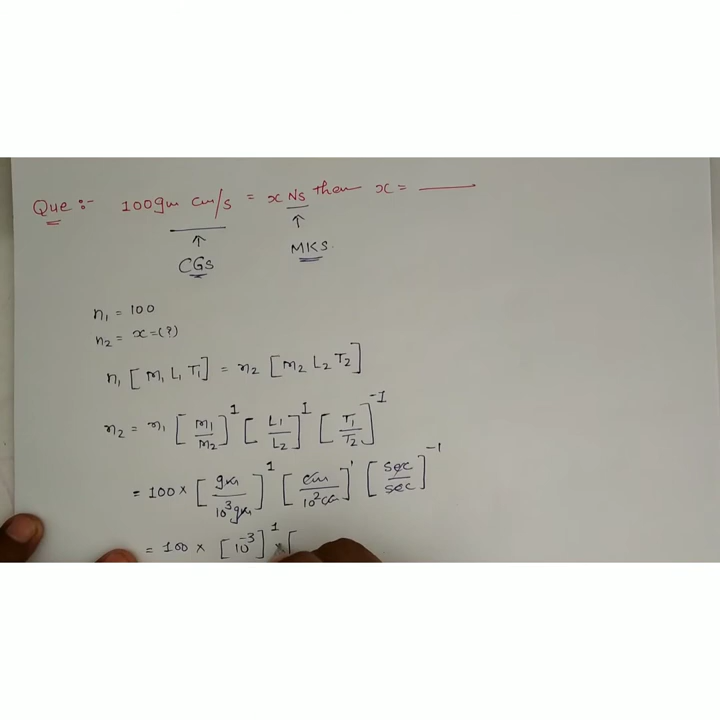 Que :- 100gm cm/s = x Ns then x = ____
↑ ↑
CGS MKS
n₁ = 100
n₂ = x = (?)
n₁ [M₁ L₁ T₁] = n₂ [M₂ L₂ T₂]
n₂ = n₁ [M₁/M₂]¹ [L₁/L₂]¹ [T₁/T₂]⁻¹
= 100 × [gm/10³gm]¹ [cm/10²cm]¹ [sec/sec]⁻¹
= 100 × [10⁻³]¹ × [